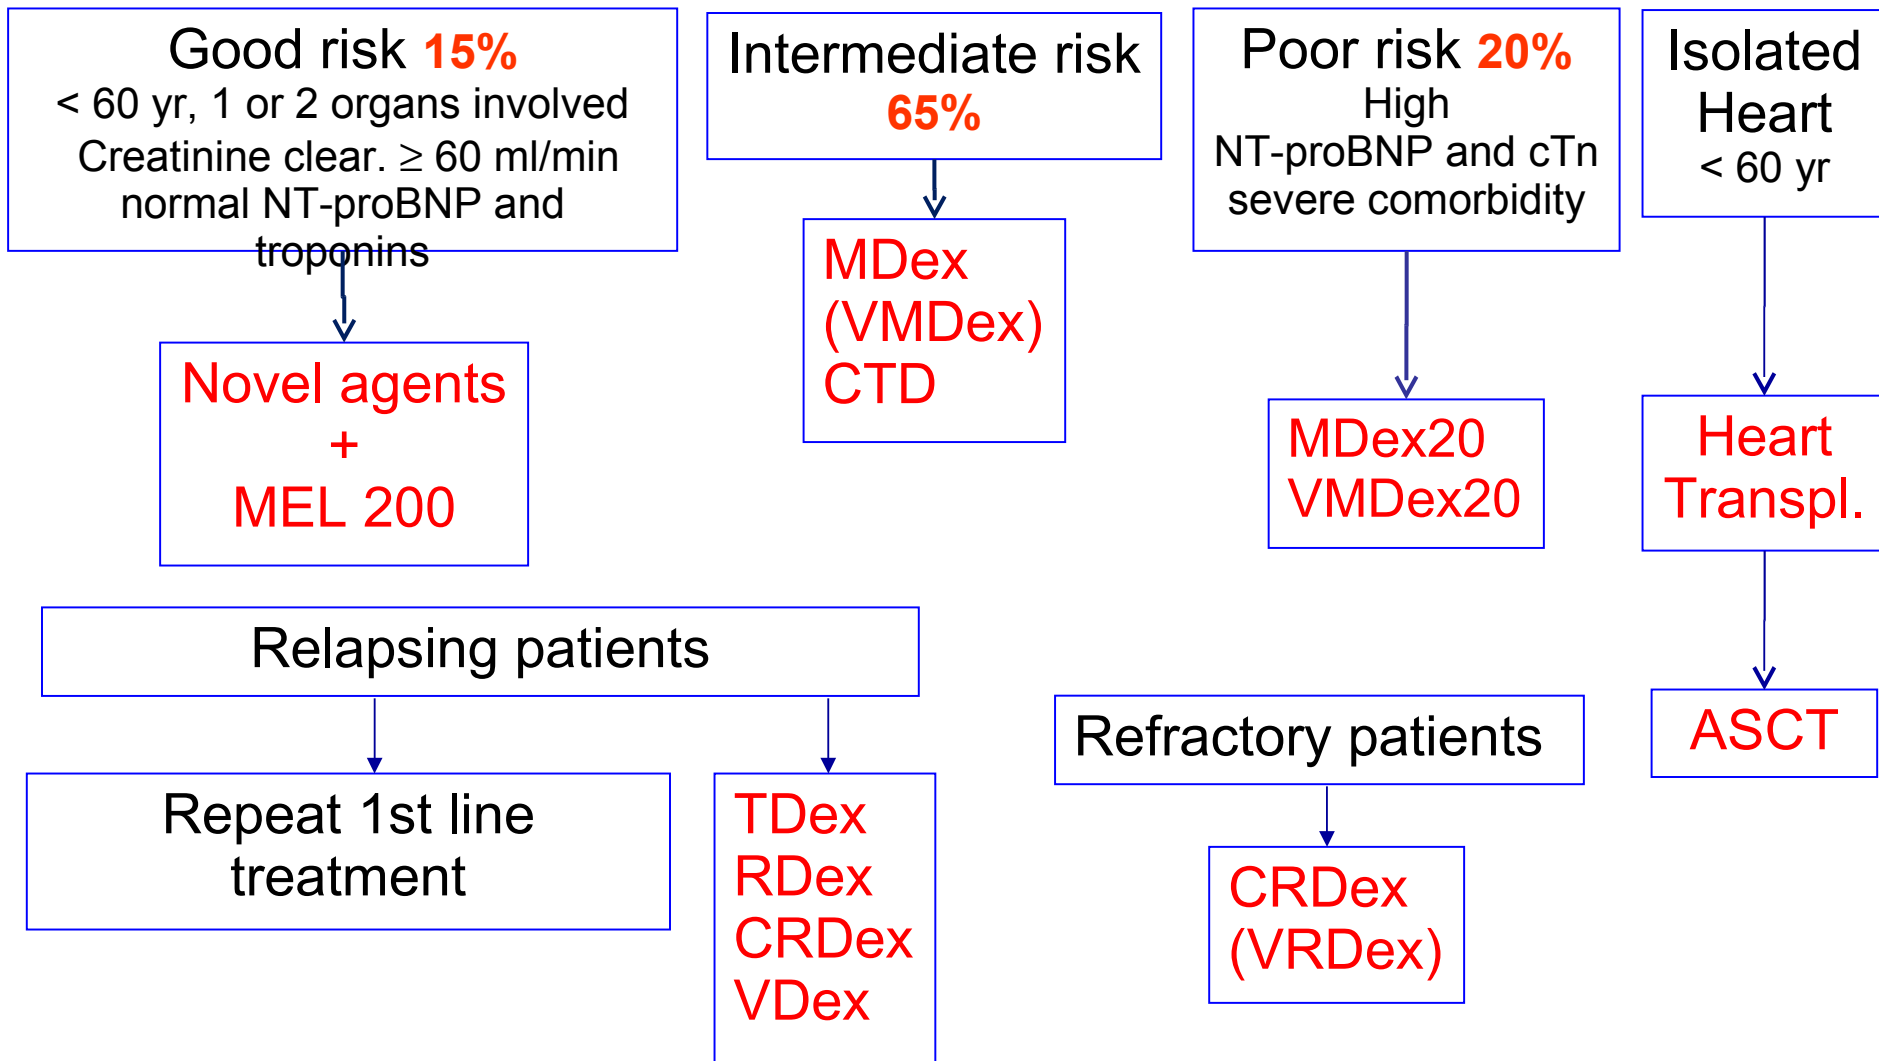 Good risk 15%
< 60 yr, 1 or 2 organs involved
Creatinine clear. ≥ 60 ml/min
normal NT-proBNP and
troponins
Novel agents
+
MEL 200
Intermediate risk
65%
MDex
(VMDex)
CTD
Poor risk 20%
High
NT-proBNP and cTn
severe comorbidity
MDex20
VMDex20
Isolated
Heart
< 60 yr
Heart
Transpl.
ASCT
Relapsing patients
Repeat 1st line
treatment
TDex
RDex
CRDex
VDex
Refractory patients
CRDex
(VRDex)